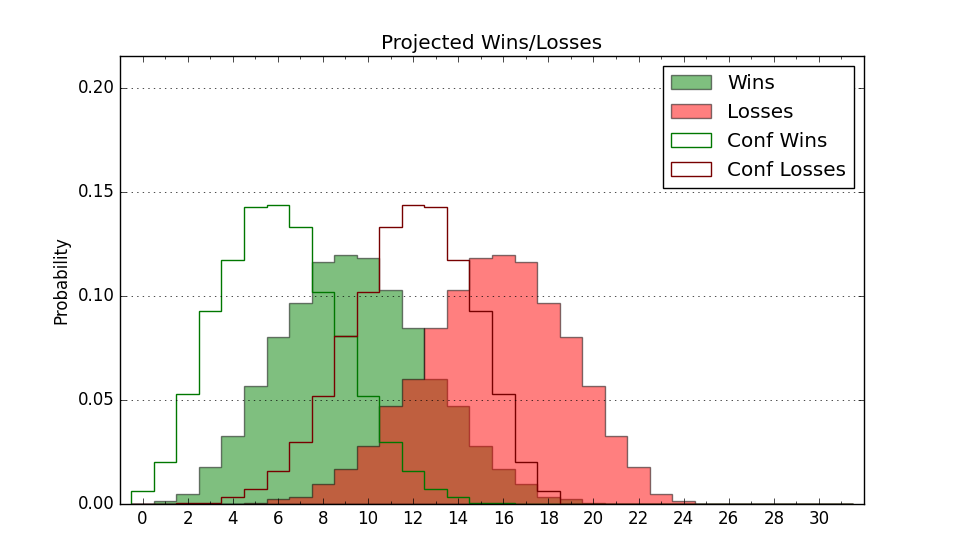 Projected Wins/Losses
Wins
Losses
Conf Wins
Conf Losses
Probability
0.20
0.15
0.10
0.05
0.00
0 2 4 6 8 10 12 14 16 18 20 22 24 26 28 30